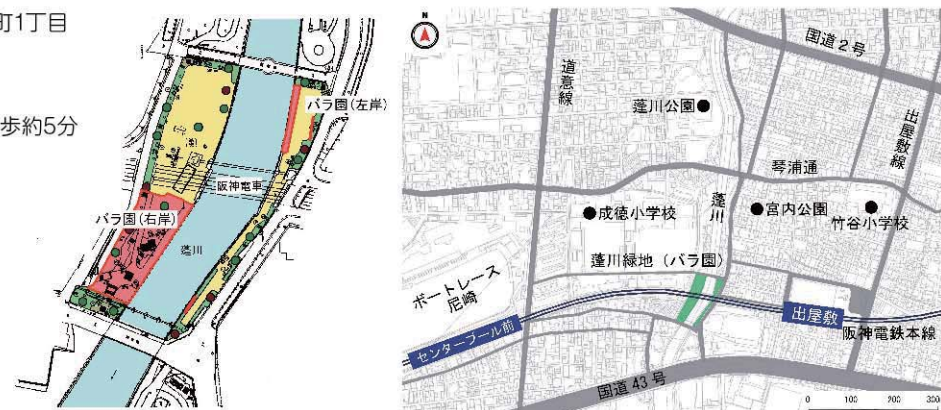 町1丁目
歩約5分
バラ園(左岸)
阪神電車
バラ園(右岸)
蓬川
N
国道2号
道意線
蓬川公園
出屋敷線
琴浦通
蓬川
成徳小学校
宮内公園
竹谷小学校
蓬川緑地(バラ園)
ボートレース
尼崎
センタープール前
出屋敷
阪神電鉄本線
国道43号
0 100 200 300